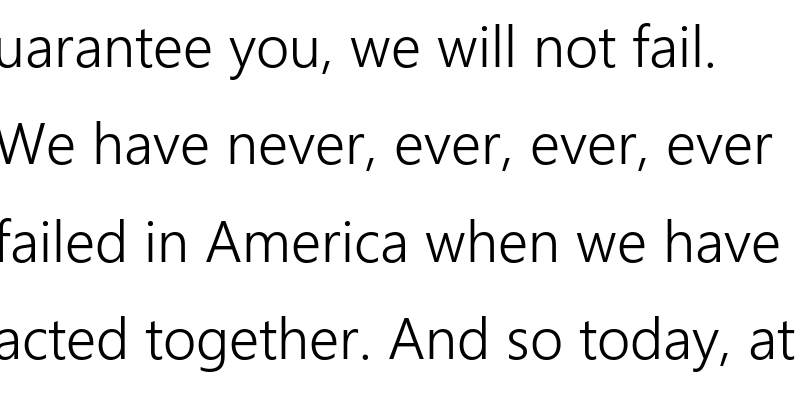 uarantee you, we will not fail.
We have never, ever, ever, ever
failed in America when we have
acted together. And so today, at